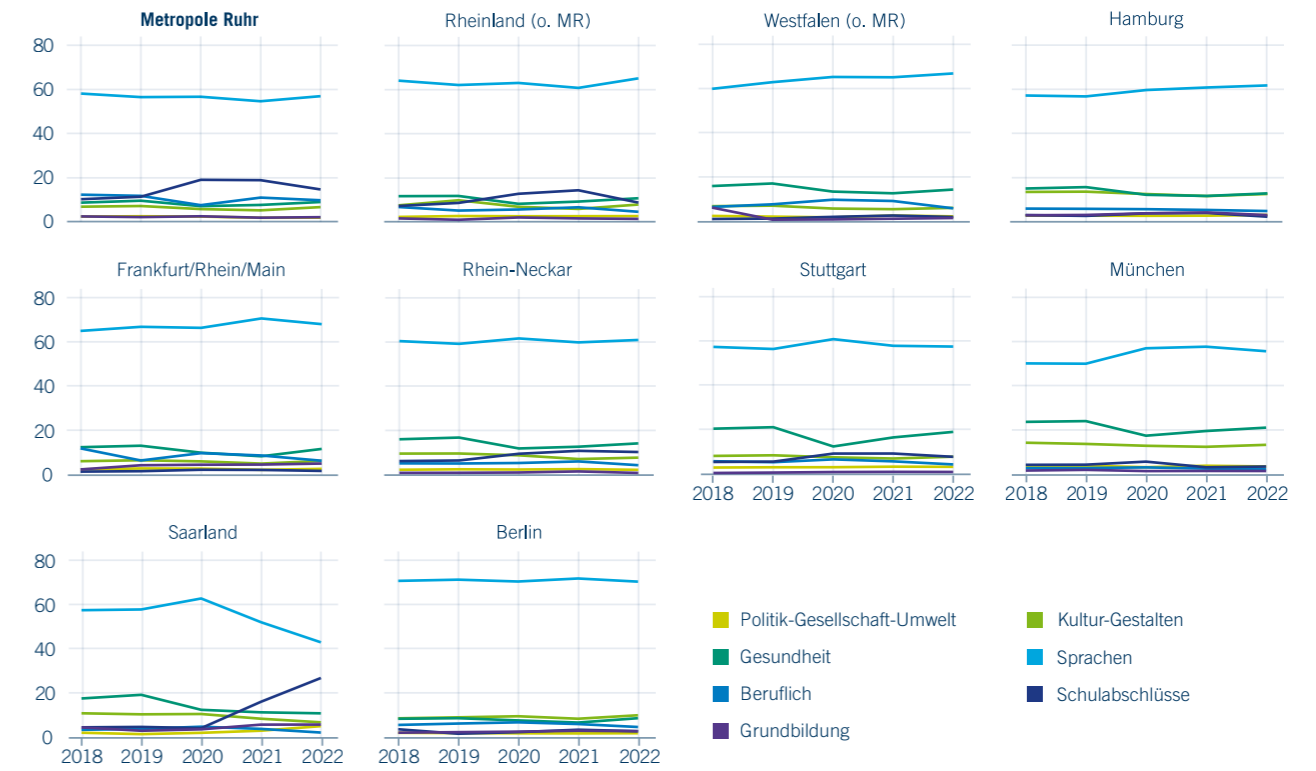 Metropole Ruhr
Rheinland (o. MR)
Westfalen (o. MR)
Hamburg
80
60
40
20
0
Frankfurt/Rhein/Main
Rhein-Neckar
Stuttgart
München
80
60
40
20
0
2018 2019 2020 2021 2022
2018 2019 2020 2021 2022
Saarland
Berlin
80
60
40
20
0
2018 2019 2020 2021 2022
2018 2019 2020 2021 2022
Politik-Gesellschaft-Umwelt
Gesundheit
Beruflich
Grundbildung
Kultur-Gestalten
Sprachen
Schulabschlüsse